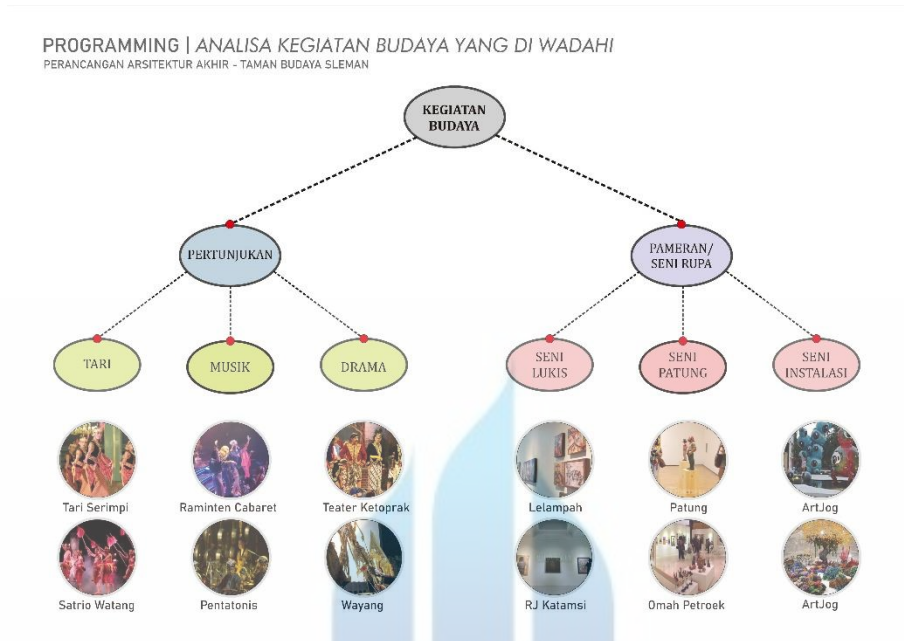 PROGRAMMING | ANALISA KEGIATAN BUDAYA YANG DI WADAHI
PERANCANGAN ARSITEKTUR AKHIR - TAMAN BUDAYA SLEMAN
KEGIATAN
BUDAYA
PERTUNJUKAN
PAMERAN/
SENI RUPA
TARI
MUSIK
DRAMA
SENI
LUKIS
SENI
PATUNG
SENI
INSTALASI
Tari Serimpi
Raminten Cabaret
Teater Ketoprak
Lelampah
Patung
ArtJog
Satrio Watang
Pentatonis
Wayang
RJ Katamsi
Omah Petroek
ArtJog